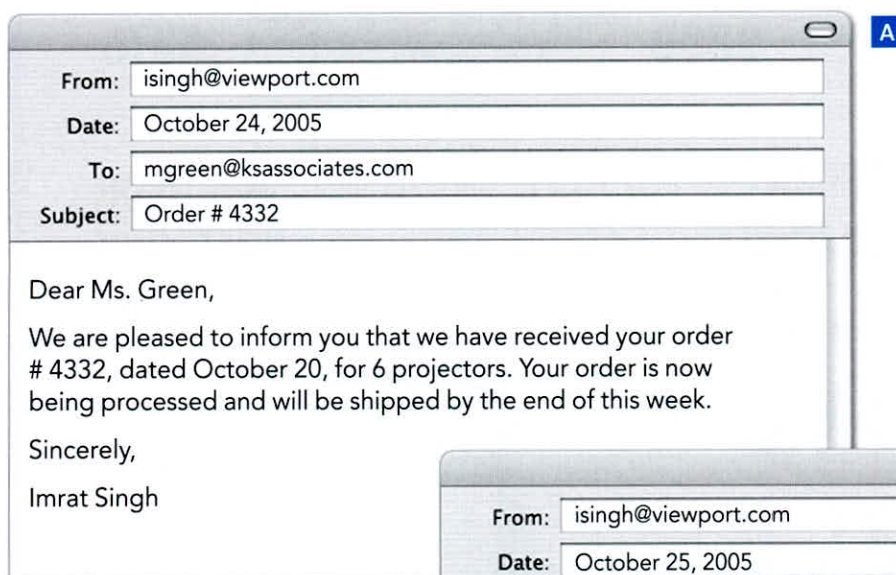 A
From: isingh@viewport.com
Date: October 24, 2005
To: mgreen@ksassociates.com
Subject: Order # 4332
Dear Ms. Green,
We are pleased to inform you that we have received your order
# 4332, dated October 20, for 6 projectors. Your order is now
being processed and will be shipped by the end of this week.
Sincerely,
Imrat Singh
From: isingh@viewport.com
Date: October 25, 2005